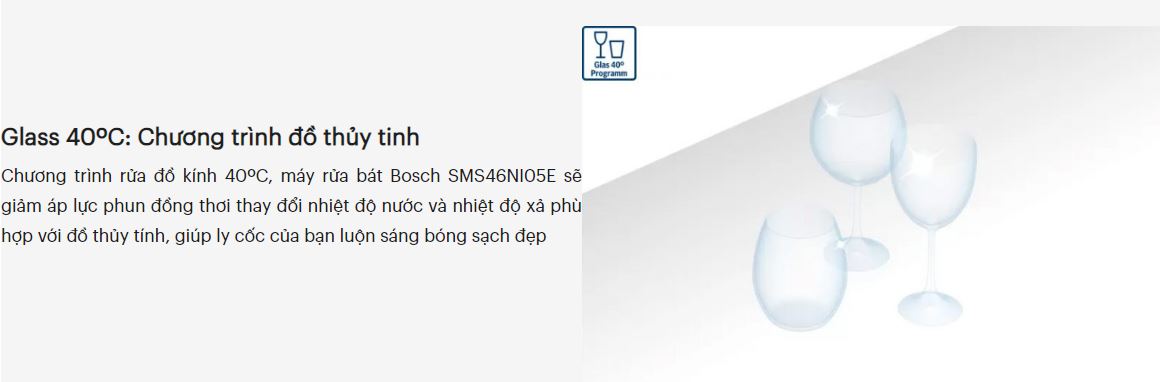 Glas 40º
Programm
Glass 40ºC: Chương trình đồ thủy tinh
Chương trình rửa đồ kính 40ºC, máy rửa bát Bosch SMS46NI05E sẽ
giảm áp lực phun đồng thơi thay đổi nhiệt độ nước và nhiệt độ xả phù
hợp với đồ thủy tính, giúp ly cốc của bạn luộn sáng bóng sạch đẹp